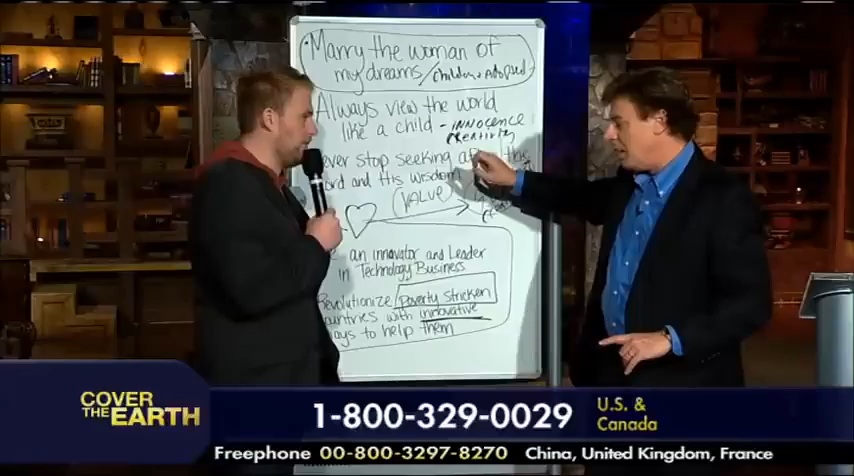 Marry the woman of
my dreams / children + Adopted
Always view the world
like a child - INNOCENCE
CREATIVITY
ever stop seeking
ord and His wisdom
(VALUE)
an innovator and Leader
in Technology Business
Revolutionize poverty stricken
ountries with innovative
ays to help them
COVER
THE EARTH
1-800-329-0029
U.S. &
Canada
Freephone 00-800-3297-8270 China, United Kingdom, France